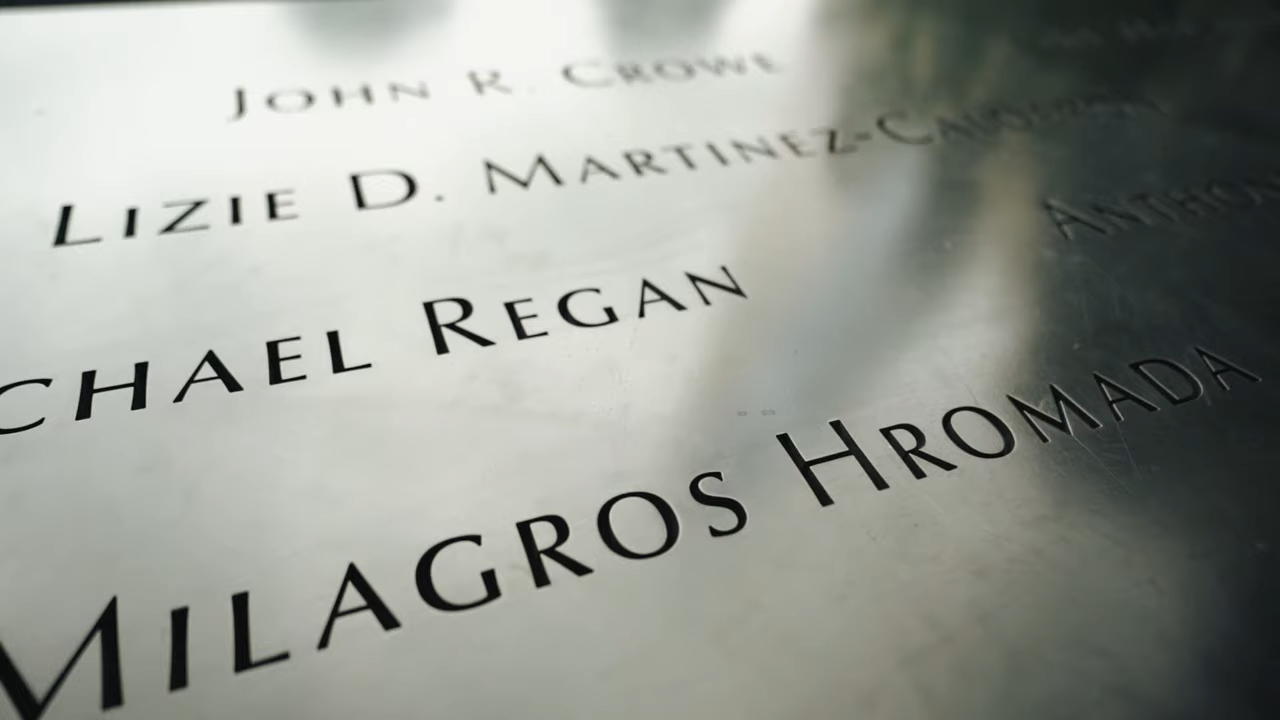 JOHN R. CROWE
LIZIE D. MARTINEZ-
CHAEL REGAN
MILAGROS HROMADA